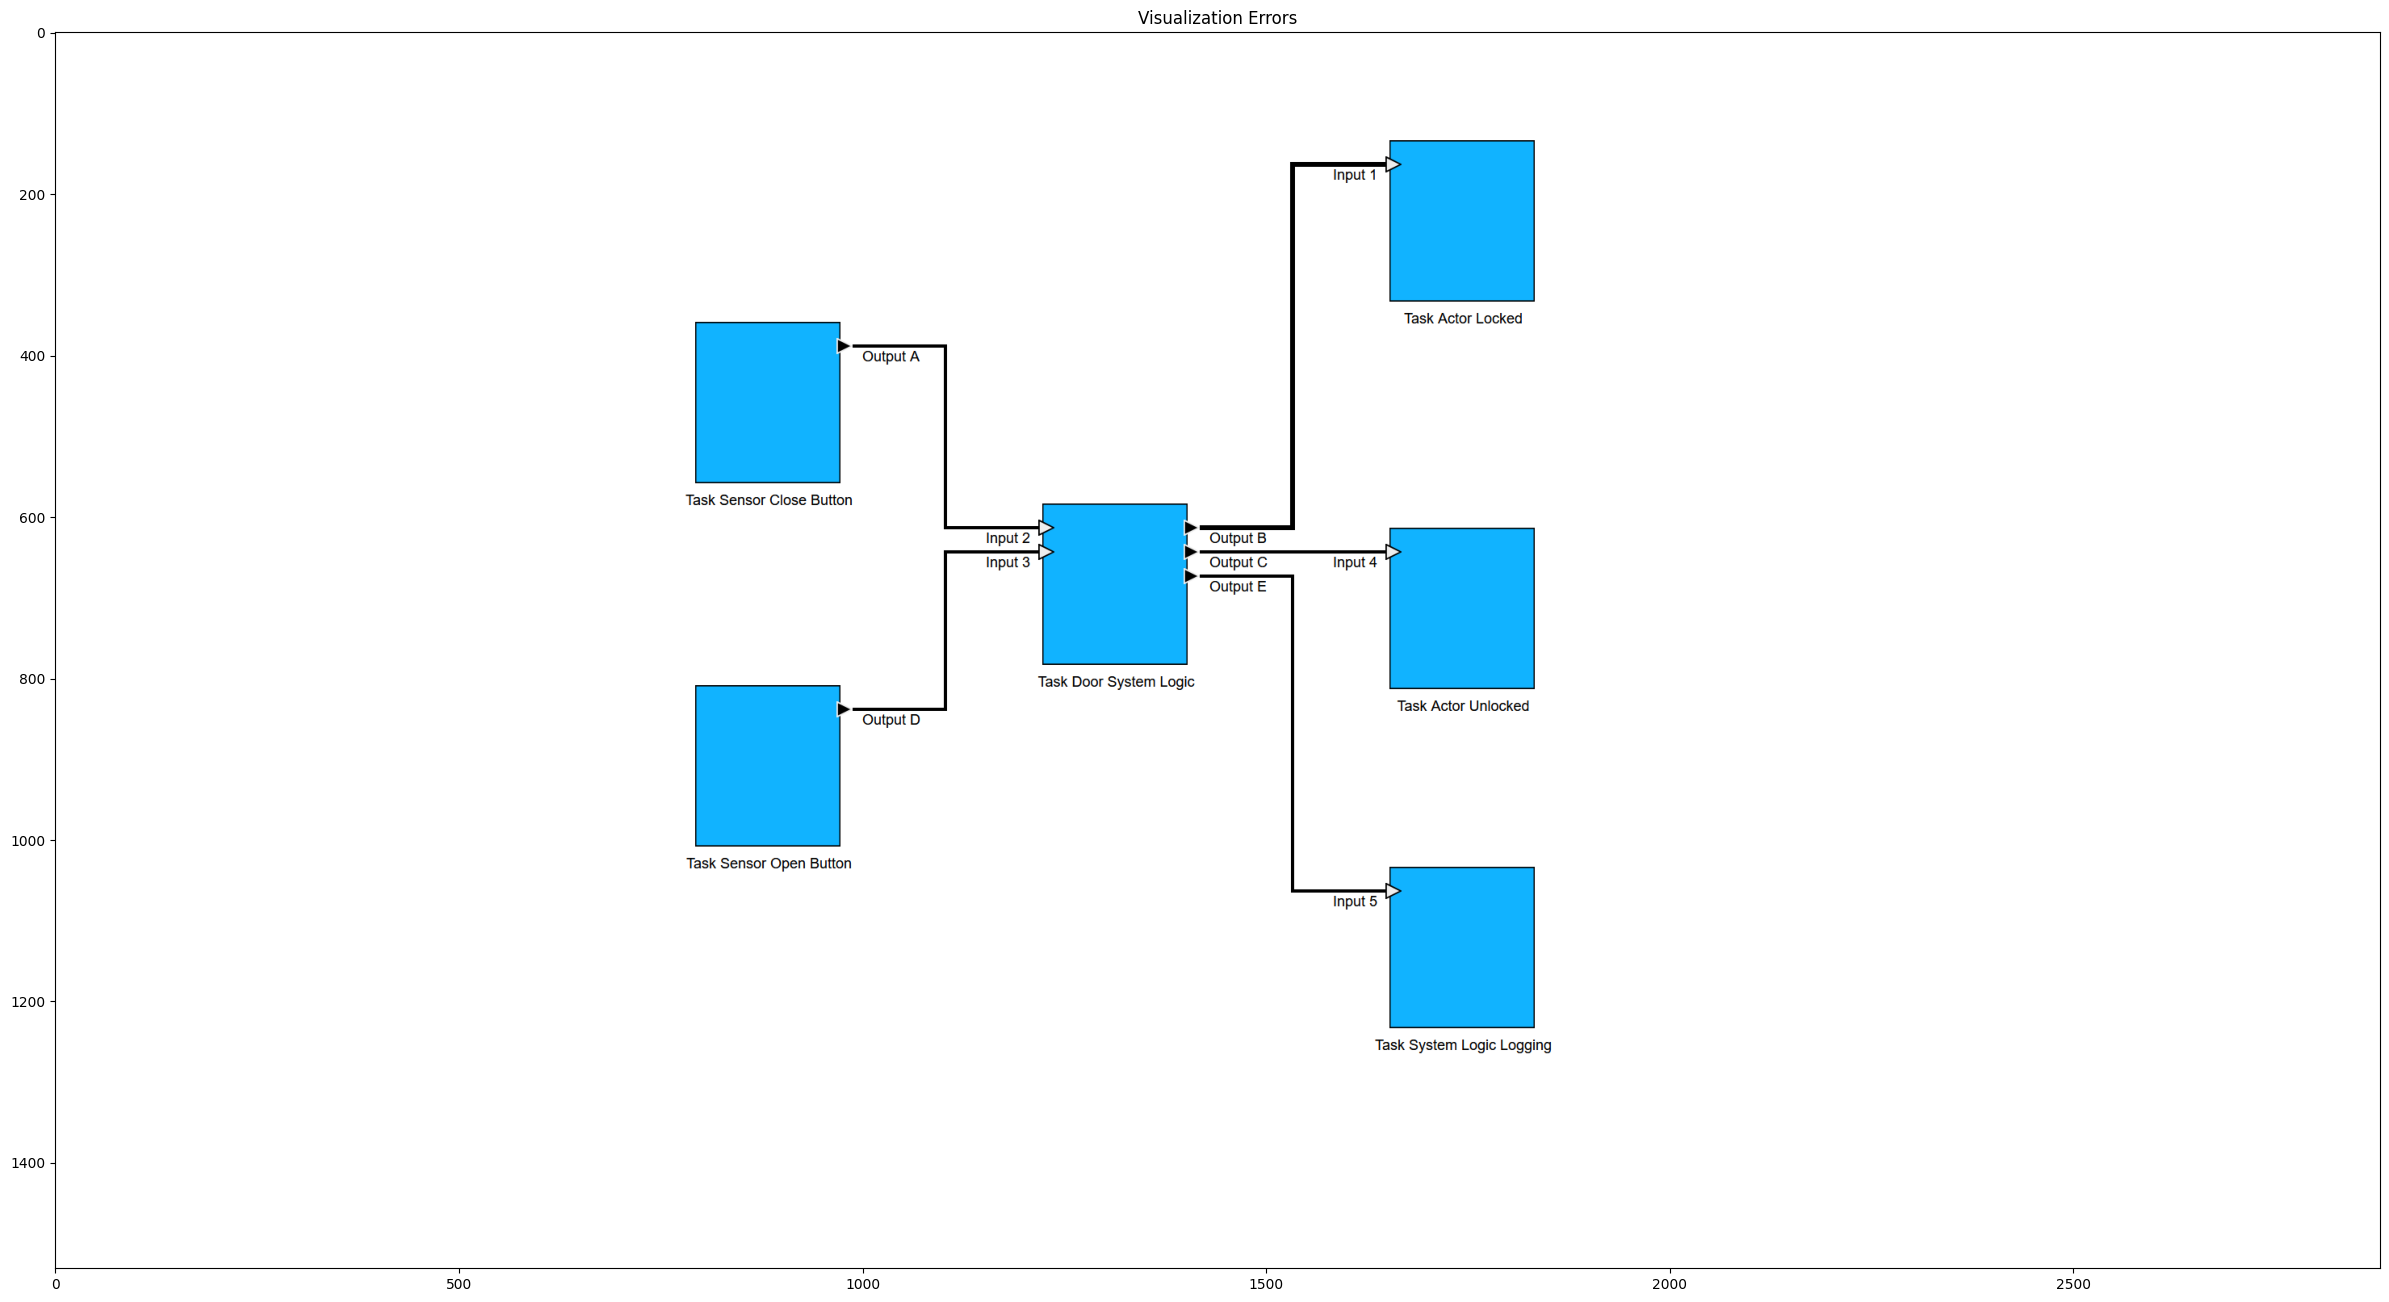 Visualization Errors
0
200
400
600
800
1000
1200
1400
Input 1
Task Actor Locked
Output A
Task Sensor Close Button
Input 2
Input 3
Output B
Output C
Output E
Input 4
Task Door System Logic
Task Actor Unlocked
Output D
Task Sensor Open Button
Input 5
Task System Logic Logging
0
500
1000
1500
2000
2500